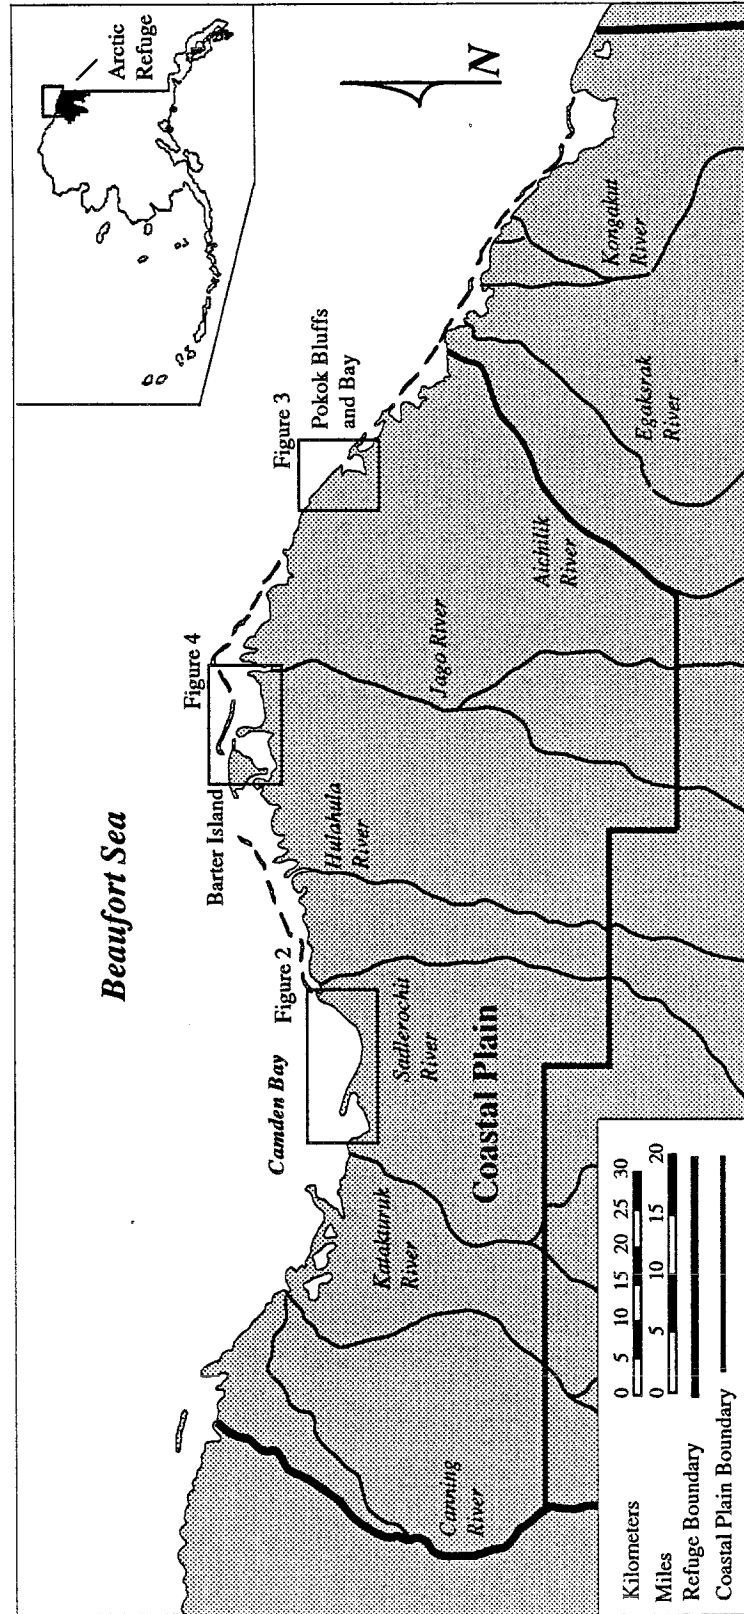 Arctic
Refuge
N
Beaufort Sea
Figure 3
Pokok Bluffs
and Bay
Figure 4
Barter Island
Figure 2
Camden Bay
Kongakut
River
Egaksrak
River
Aichilik
River
Jago River
Hulahula
River
Sadlerochit
River
Coastal Plain
Katakturuk
River
Canning
River
Kilometers 0 5 10 15 20 25 30
Miles 0 5 10 15 20
Refuge Boundary
Coastal Plain Boundary